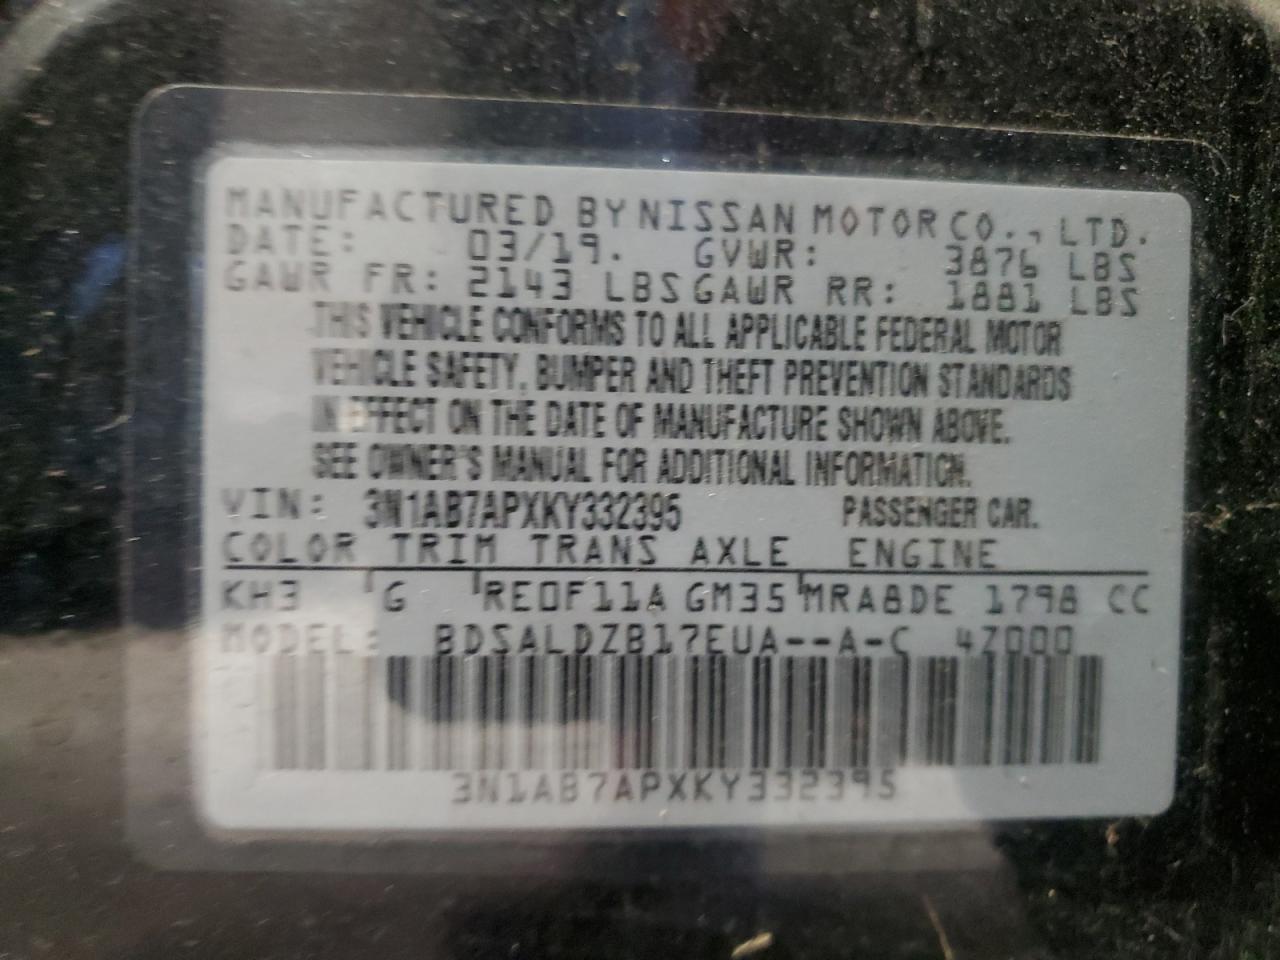 MANUFACTURED BY NISSAN MOTOR CO., LTD.
DATE: 03/19. GVWR: 3876 LBS
GAWR FR: 2143 LBS GAWR RR: 1881 LBS
THIS VEHICLE CONFORMS TO ALL APPLICABLE FEDERAL MOTOR
VEHICLE SAFETY, BUMPER AND THEFT PREVENTION STANDARDS
IN EFFECT ON THE DATE OF MANUFACTURE SHOWN ABOVE.
SEE OWNER'S MANUAL FOR ADDITIONAL INFORMATION.
VIN: 3N1AB7APXKY332395 PASSENGER CAR.
COLOR TRIM TRANS AXLE ENGINE
KH3 G RE0F11A GM35 MRA8DE 1798 CC
MODEL: BDSALDZB17EUA--A-C 4Z000
3N1AB7APXKY332395